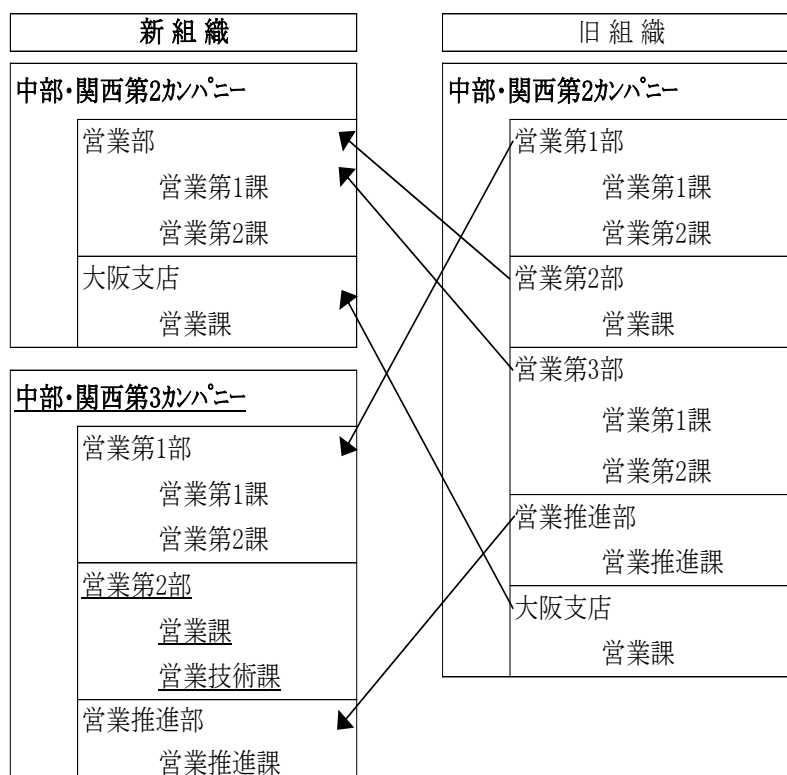 新 組 織
中部・関西第2ｶﾝﾊﾟﾆｰ
営業部
営業第1課
営業第2課
大阪支店
営業課
中部・関西第3ｶﾝﾊﾟﾆｰ
営業第1部
営業第1課
営業第2課
営業第2部
営業課
営業技術課
営業推進部
営業推進課
旧 組 織
中部・関西第2ｶﾝﾊﾟﾆｰ
営業第1部
営業第1課
営業第2課
営業第2部
営業課
営業第3部
営業第1課
営業第2課
営業推進部
営業推進課
大阪支店
営業課